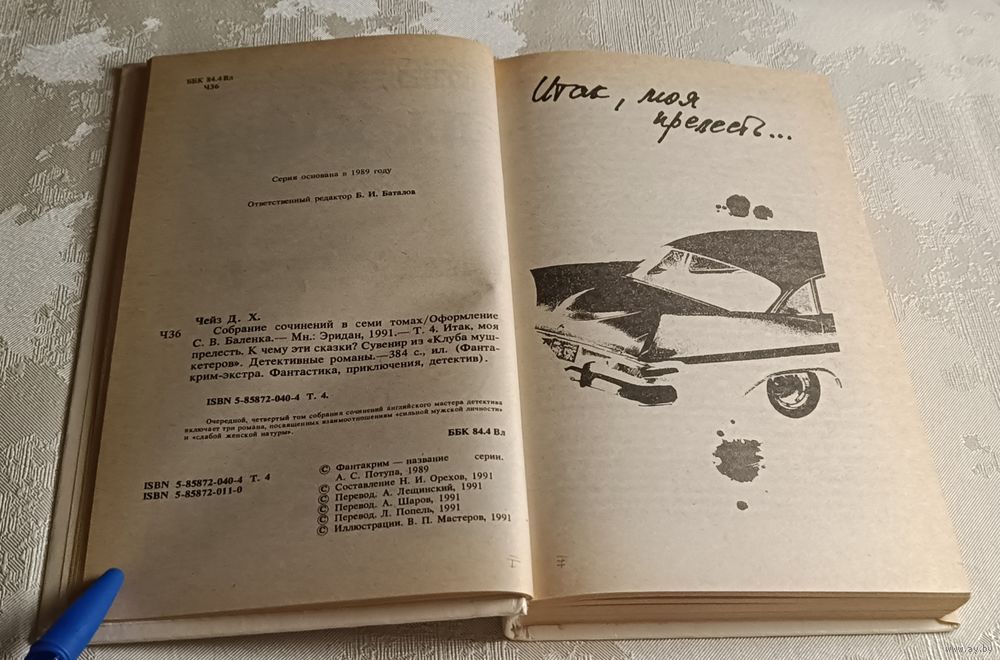 ББК 84.4Вл
Ч36
Серия основана в 1989 году
Ответственный редактор Б. И. Баталов
Чейз Д. Х.
Ч36 Собрание сочинений в семи томах/Оформление
С. В. Баленка.— Мн.: Эридан, 1991.— Т. 4. Итак, моя
прелесть. К чему эти сказки? Сувенир из «Клуба муш-
кетеров». Детективные романы.—384 с., ил. (Фанта-
крим-экстра. Фантастика, приключения, детектив).
ISBN 5-85872-040-4 Т. 4.
Очередной, четвертый том собрания сочинений английского мастера детектива
включает три романа, посвященных взаимоотношениям «сильной мужской личности»
и «слабой женской натуры».
ББК 84.4 Вл
ISBN 5-85872-040-4 Т. 4
ISBN 5-85872-011-0
© Фантакрим — название серии.
А. С. Потупа, 1989
© Составление Н. И. Орехов, 1991
© Перевод. А. Лещинский, 1991
© Перевод. А. Шаров, 1991
© Перевод. Л. Попель, 1991
© Иллюстрации. В. П. Мастеров, 1991
Итак, моя
прелесть...
www.ay.by